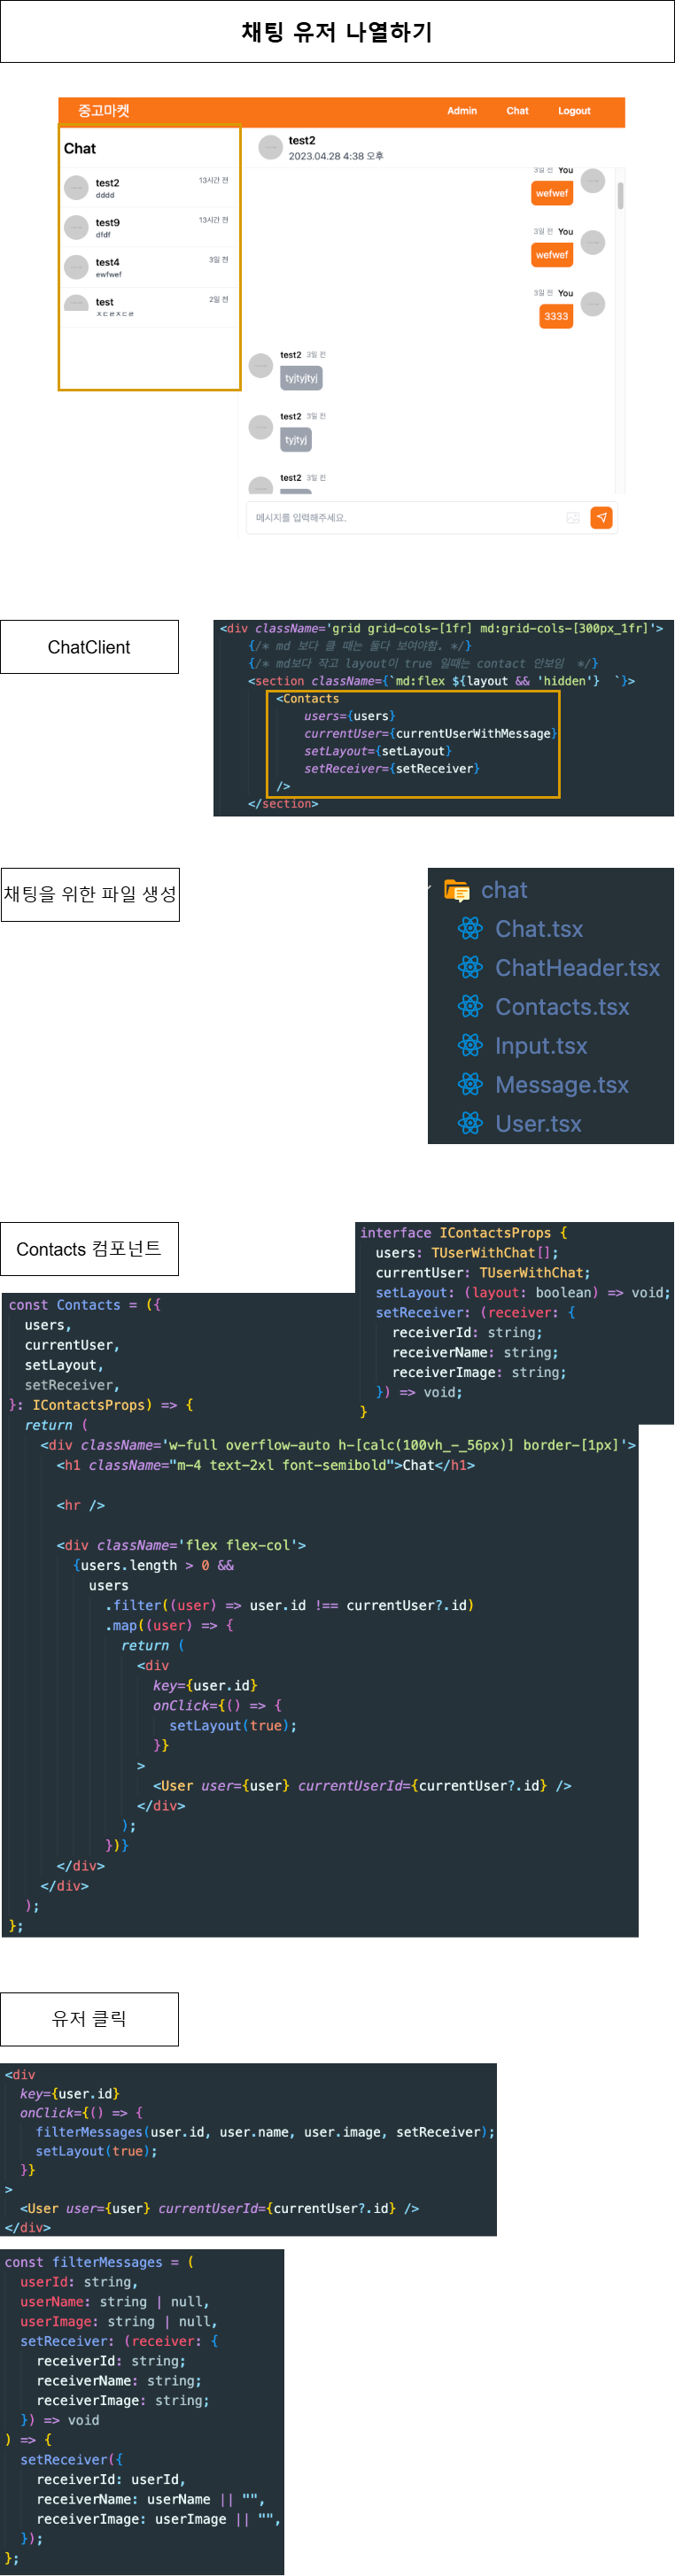 채팅 유저 나열하기
중고마켓
Admin
Chat
Logout
Chat
test2
13시간 전
dddd
test9
13시간 전
dfdf
test4
3일 전
ewfwef
test
2일 전
test2
2023.04.28 4:38 오후
3일 전 You
wefwef
3일 전 You
wefwef
3일 전 You
3333
test2 3일 전
tyjtyjtyj
test2 3일 전
tyjtyj
test2 3일 전
메시지를 입력해주세요.
ChatClient
<div className='grid grid-cols-[1fr] md:grid-cols-[300px_1fr]'>
{/* md 보다 클 때는 둘다 보여야함. */}
{/* md보다 작고 layout이 true 일때는 contact 안보임  */}
<section className={`md:flex ${layout && 'hidden'}  `}>
<Contacts
users={users}
currentUser={currentUserWithMessage}
setLayout={setLayout}
setReceiver={setReceiver}
/>
</section>
채팅을 위한 파일 생성
chat
Chat.tsx
ChatHeader.tsx
Contacts.tsx
Input.tsx
Message.tsx
User.tsx
Contacts 컴포넌트
interface IContactsProps {
users: TUserWithChat[];
currentUser: TUserWithChat;
setLayout: (layout: boolean) => void;
setReceiver: (receiver: {
receiverId: string;
receiverName: string;
receiverImage: string;
}) => void;
}
const Contacts = ({
users,
currentUser,
setLayout,
setReceiver,
}: IContactsProps) => {
return (
<div className='w-full overflow-auto h-[calc(100vh_-_56px)] border-[1px]'>
<h1 className="m-4 text-2xl font-semibold">Chat</h1>
<hr />
<div className='flex flex-col'>
{users.length > 0 &&
users
.filter((user) => user.id !== currentUser?.id)
.map((user) => {
return (
<div
key={user.id}
onClick={() => {
setLayout(true);
}}
>
<User user={user} currentUserId={currentUser?.id} />
</div>
);
})}
</div>
</div>
);
};
유저 클릭
<div
key={user.id}
onClick={() => {
filterMessages(user.id, user.name, user.image, setReceiver);
setLayout(true);
}}
>
<User user={user} currentUserId={currentUser?.id} />
</div>
const filterMessages = (
userId: string,
userName: string | null,
userImage: string | null,
setReceiver: (receiver: {
receiverId: string;
receiverName: string;
receiverImage: string;
}) => void
) => {
setReceiver({
receiverId: userId,
receiverName: userName || "",
receiverImage: userImage || "",
});
};